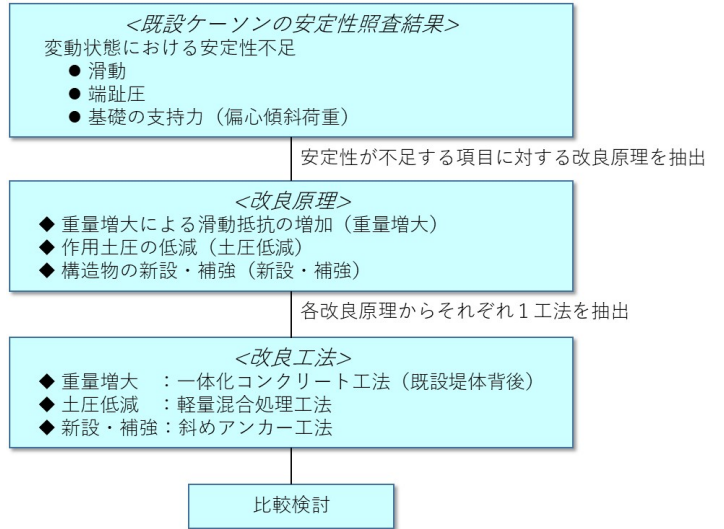 <既設ケーソンの安定性照査結果>
変動状態における安定性不足
● 滑動
● 端趾圧
● 基礎の支持力（偏心傾斜荷重）
安定性が不足する項目に対する改良原理を抽出
<改良原理>
◆ 重量増大による滑動抵抗の増加（重量増大）
◆ 作用土圧の低減（土圧低減）
◆ 構造物の新設・補強（新設・補強）
各改良原理からそれぞれ１工法を抽出
<改良工法>
◆ 重量増大　：一体化コンクリート工法（既設堤体背後）
◆ 土圧低減　：軽量混合処理工法
◆ 新設・補強：斜めアンカー工法
比較検討